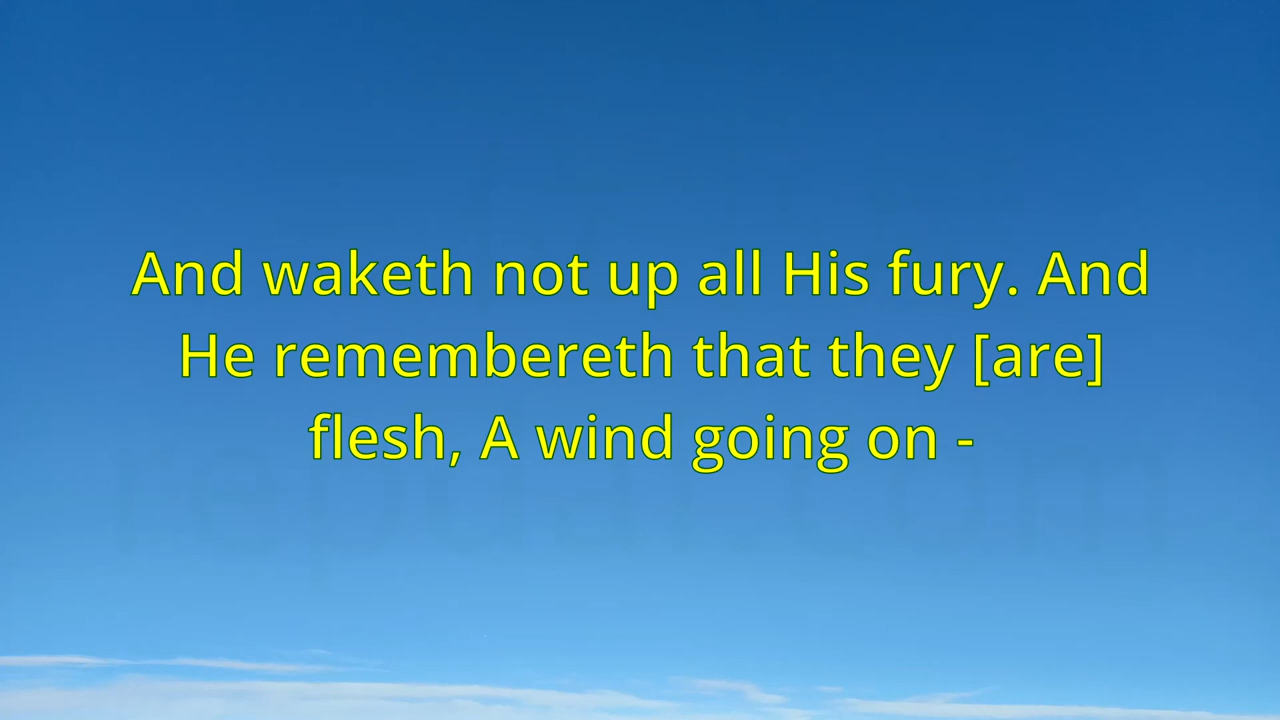 And waketh not up all His fury. And
He remembereth that they [are]
flesh, A wind going on -